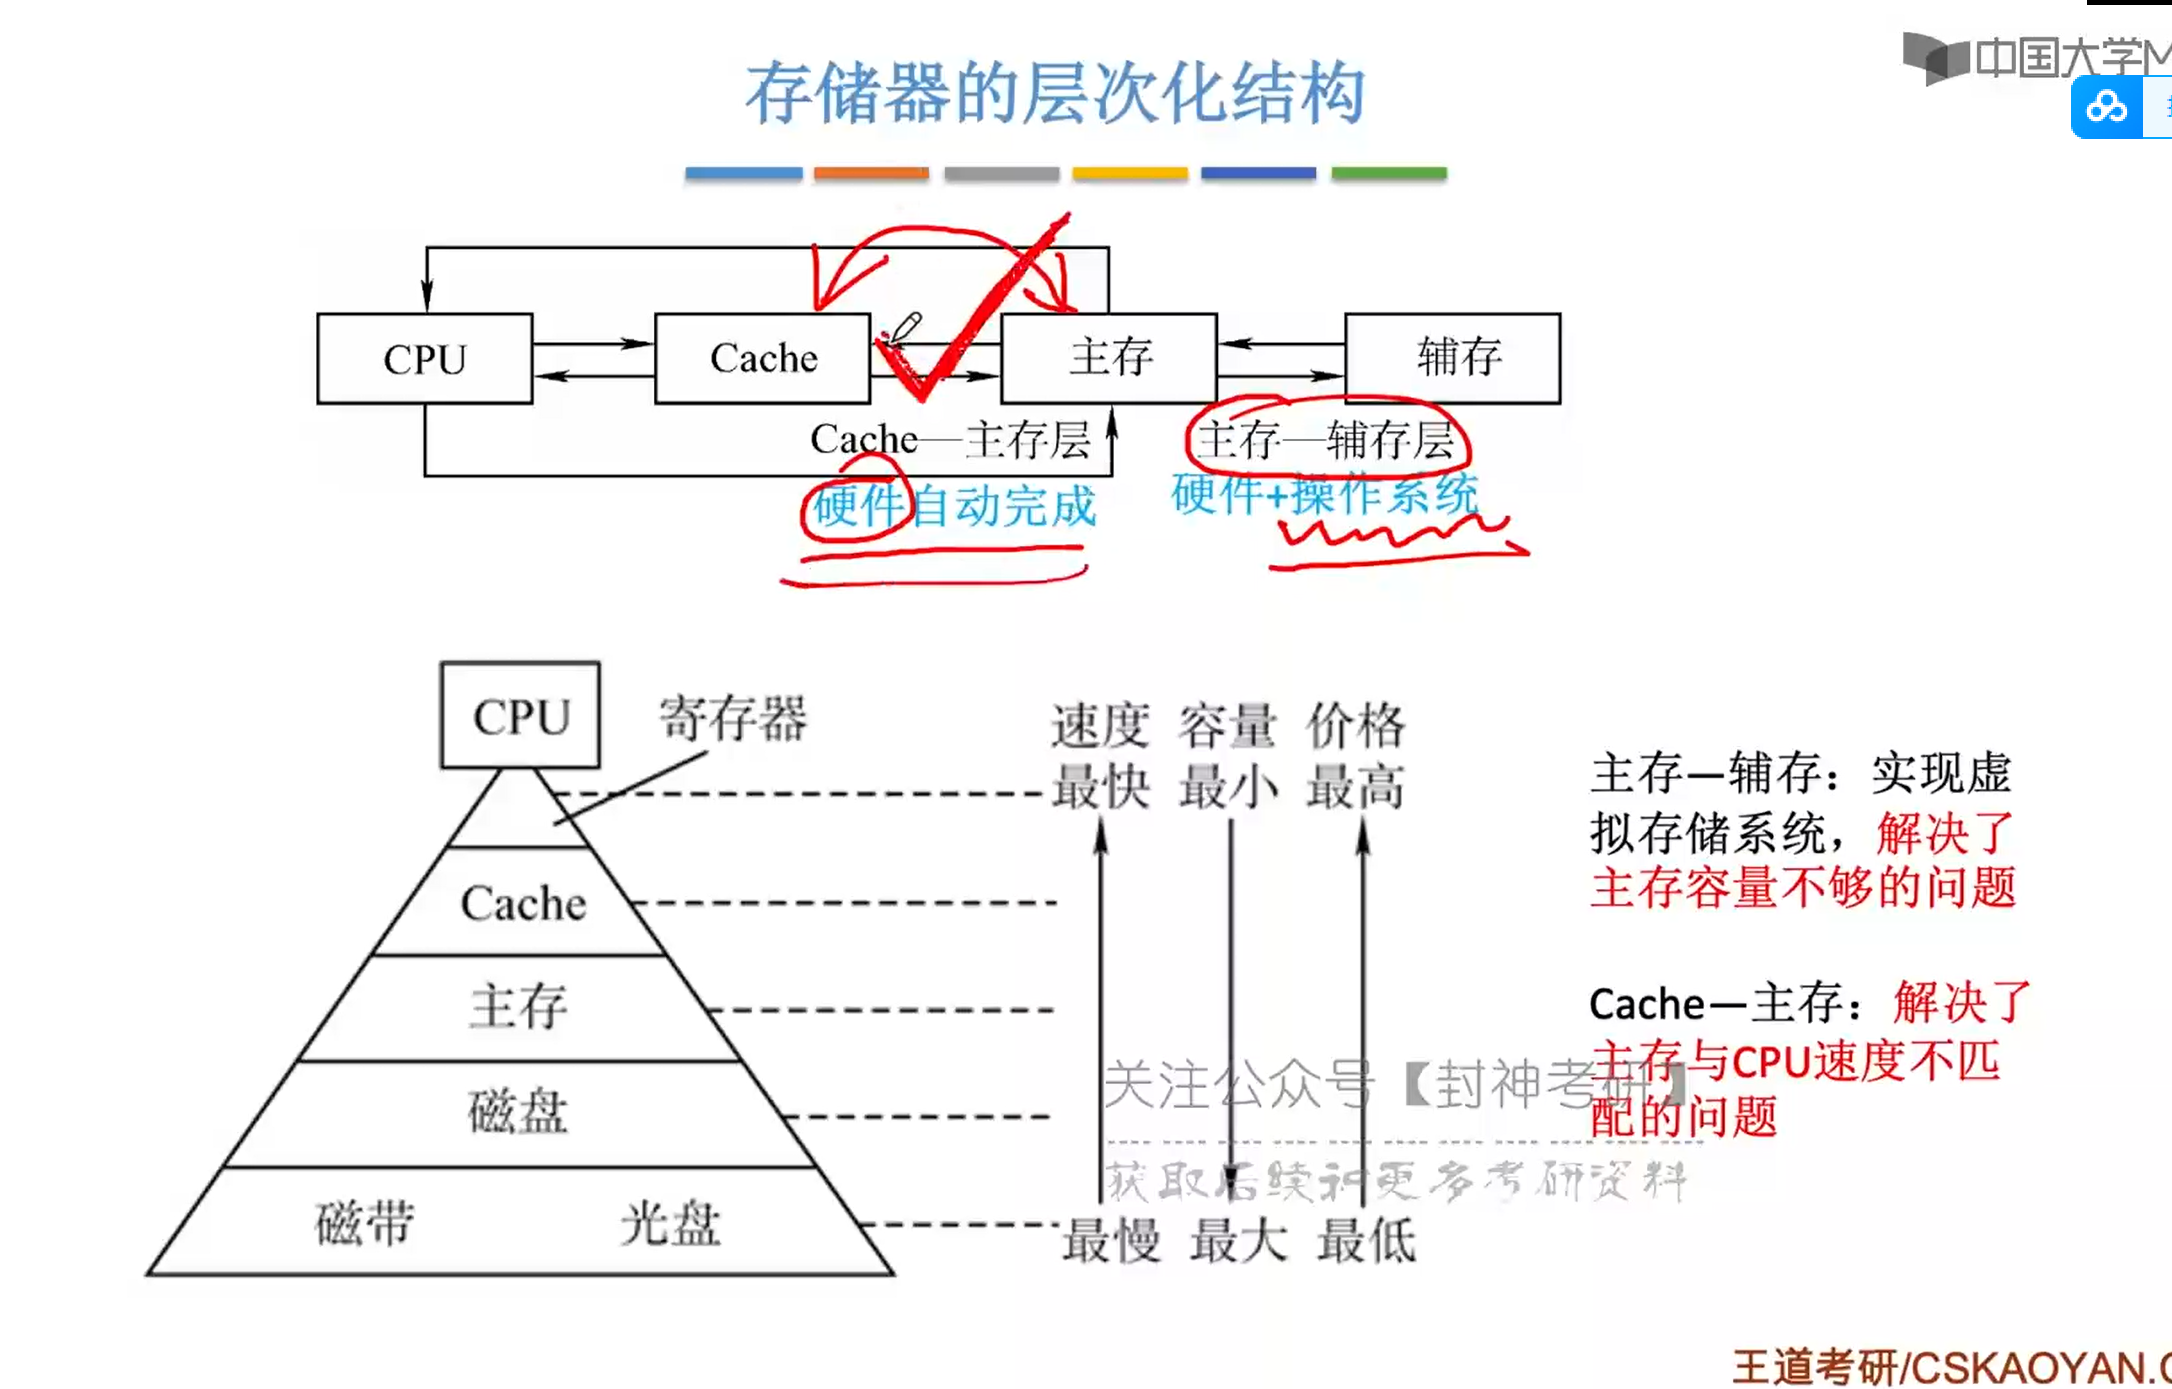 中国大学M
存储器的层次化结构
CPU
Cache
主存
辅存
Cache—主存层
主存—辅存层
硬件自动完成
硬件+操作系统
CPU
寄存器
Cache
主存
磁盘
磁带 光盘
速度 容量 价格
最快 最小 最高
最慢 最大 最低
主存—辅存：实现虚
拟存储系统，解决了
主存容量不够的问题
Cache—主存：解决了
主存与CPU速度不匹
配的问题
关注公众号【封神考研】
获取后续和更多考研资料
王道考研/CSKAOYAN.C